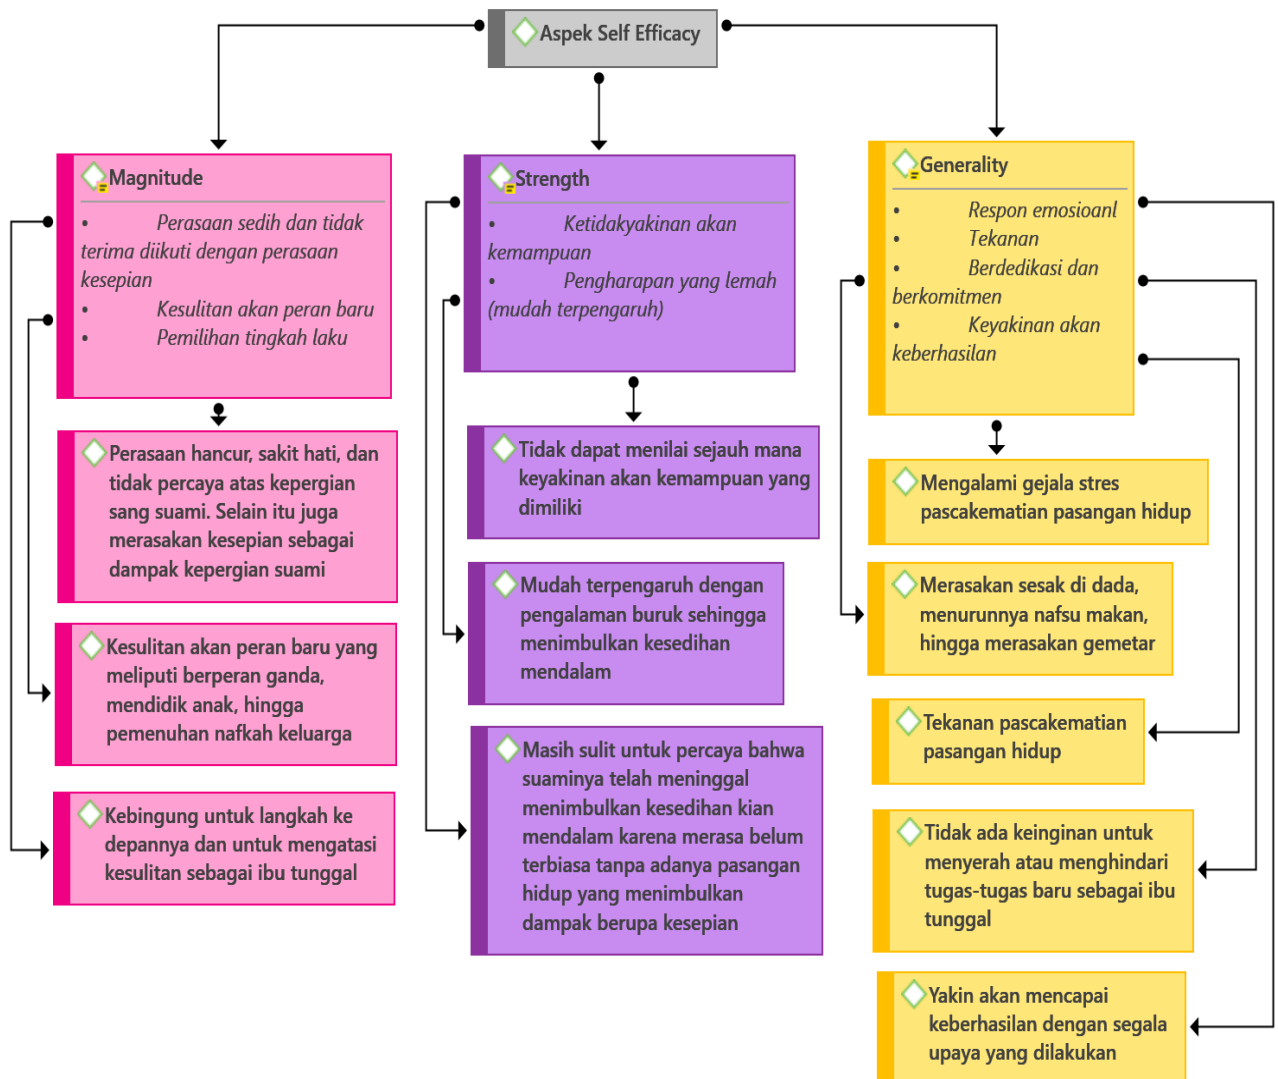 Aspek Self Efficacy
Magnitude
• Perasaan sedih dan tidak
terima diikuti dengan perasaan
kesepian
• Kesulitan akan peran baru
• Pemilihan tingkah laku
Perasaan hancur, sakit hati, dan
tidak percaya atas kepergian
sang suami. Selain itu juga
merasakan kesepian sebagai
dampak kepergian suami
Kesulitan akan peran baru yang
meliputi berperan ganda,
mendidik anak, hingga
pemenuhan nafkah keluarga
Kebingung untuk langkah ke
depannya dan untuk mengatasi
kesulitan sebagai ibu tunggal
Strength
• Ketidakyakinan akan
kemampuan
• Pengharapan yang lemah
(mudah terpengaruh)
Tidak dapat menilai sejauh mana
keyakinan akan kemampuan yang
dimiliki
Mudah terpengaruh dengan
pengalaman buruk sehingga
menimbulkan kesedihan
mendalam
Masih sulit untuk percaya bahwa
suaminya telah meninggal
menimbulkan kesedihan kian
mendalam karena merasa belum
terbiasa tanpa adanya pasangan
hidup yang menimbulkan
dampak berupa kesepian
Generality
• Respon emosioanl
• Tekanan
• Berdedikasi dan
berkomitmen
• Keyakinan akan
keberhasilan
Mengalami gejala stres
pascakematian pasangan hidup
Merasakan sesak di dada,
menurunnya nafsu makan,
hingga merasakan gemetar
Tekanan pascakematian
pasangan hidup
Tidak ada keinginan untuk
menyerah atau menghindari
tugas-tugas baru sebagai ibu
tunggal
Yakin akan mencapai
keberhasilan dengan segala
upaya yang dilakukan